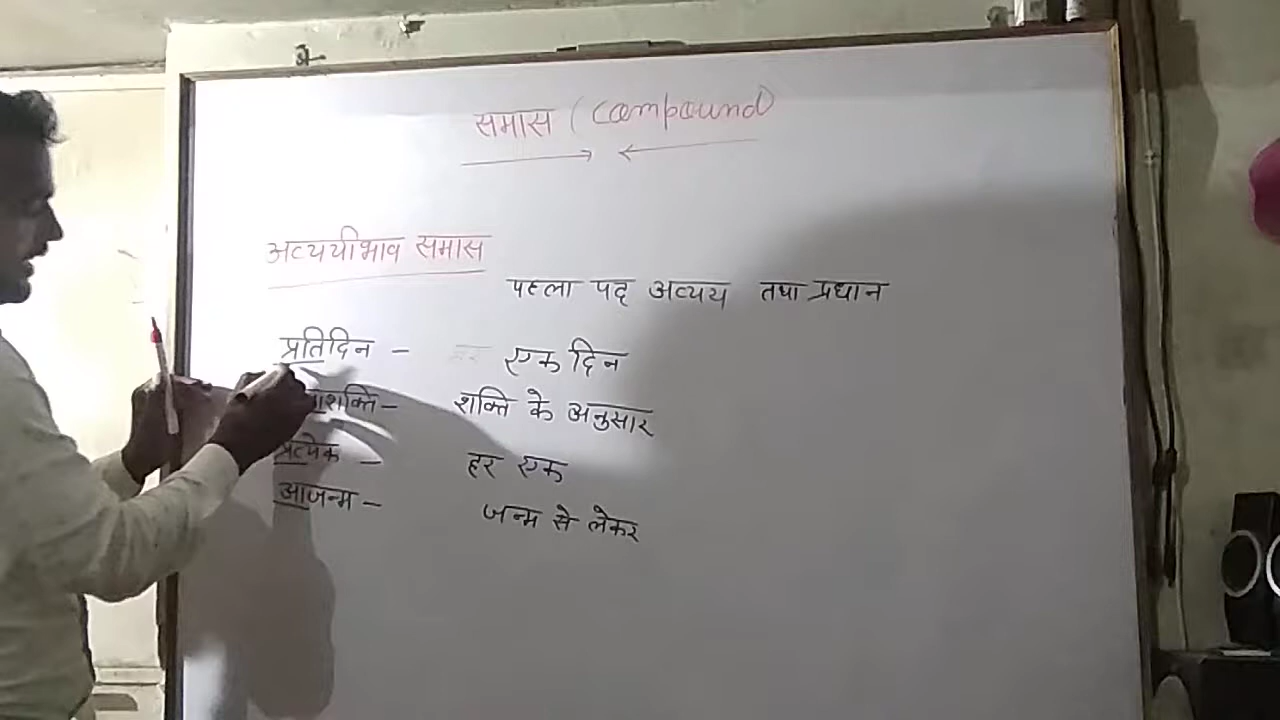 समास (Compound)
अव्ययीभाव समास
पहला पद अव्यय तथा प्रधान
प्रतिदिन – हर एक दिन
शक्ति – शक्ति के अनुसार
प्रत्येक – हर एक
आजन्म – जन्म से लेकर